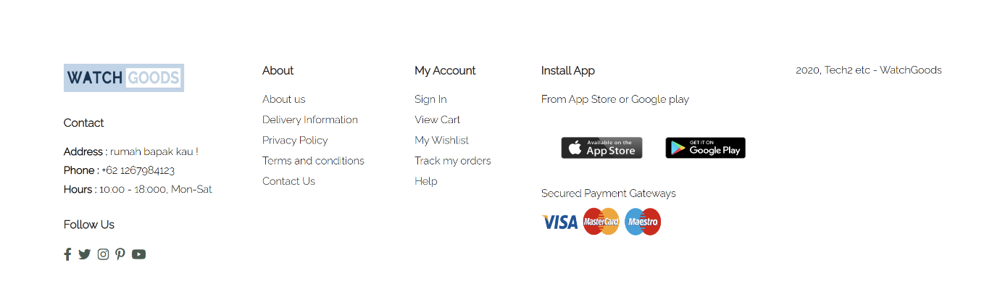 WATCH GOODS
Contact
Address : rumah bapak kau !
Phone : +62 1267984123
Hours : 10:00 - 18:000, Mon-Sat
Follow Us
About
About us
Delivery Information
Privacy Policy
Terms and conditions
Contact Us
My Account
Sign In
View Cart
My Wishlist
Track my orders
Help
Install App
From App Store or Google play
Available on the
App Store
GET IT ON
Google Play
Secured Payment Gateways
VISA MasterCard Maestro
2020, Tech2 etc - WatchGoods